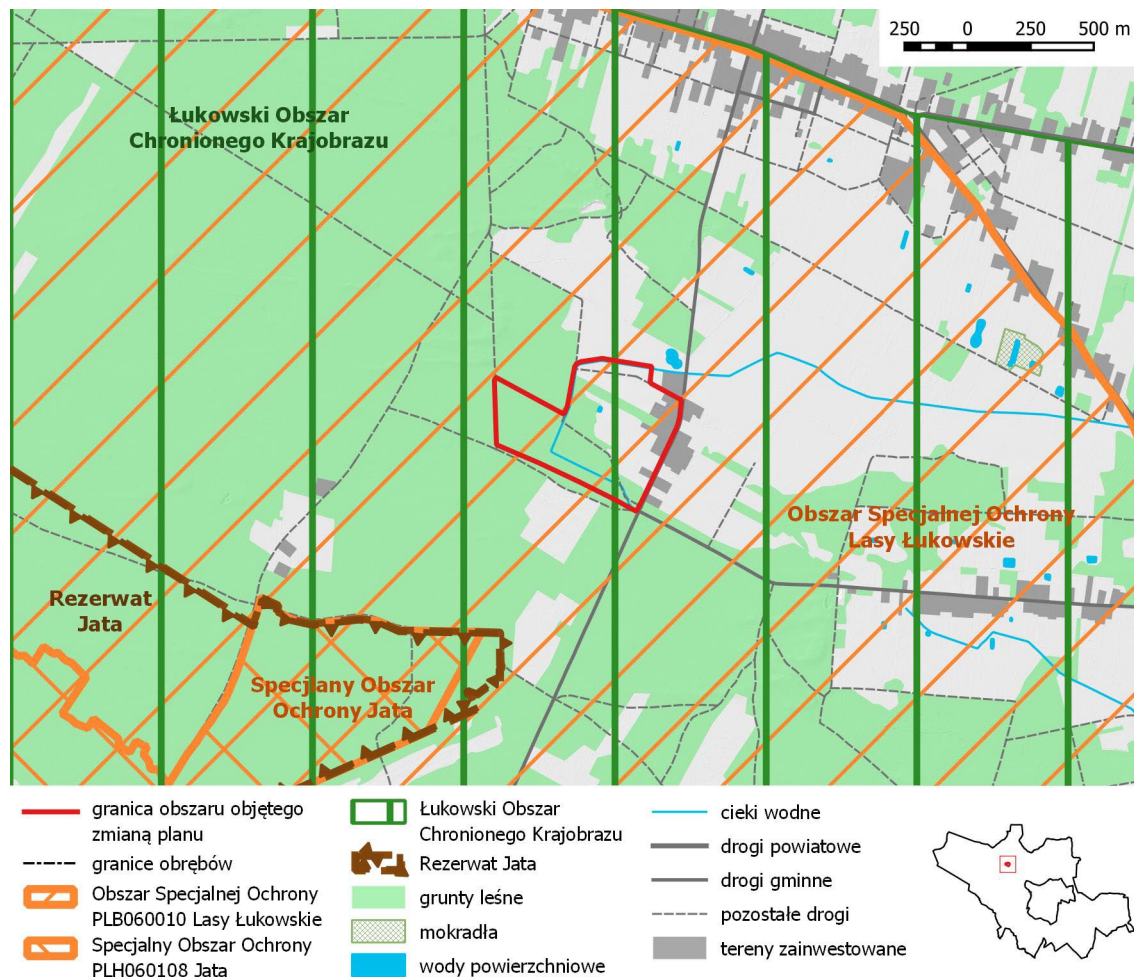 250 0 250 500 m
Łukowski Obszar
Chronionego Krajobrazu
Obszar Specjalnej Ochrony
Lasy Łukowskie
Rezerwat
Jata
Specjlany Obszar
Ochrony Jata
granica obszaru objętego
zmianą planu
granice obrębów
Obszar Specjalnej Ochrony
PLB060010 Lasy Łukowskie
Specjalny Obszar Ochrony
PLH060108 Jata
Łukowski Obszar
Chronionego Krajobrazu
Rezerwat Jata
grunty leśne
mokradła
wody powierzchniowe
cieki wodne
drogi powiatowe
drogi gminne
pozostałe drogi
tereny zainwestowane